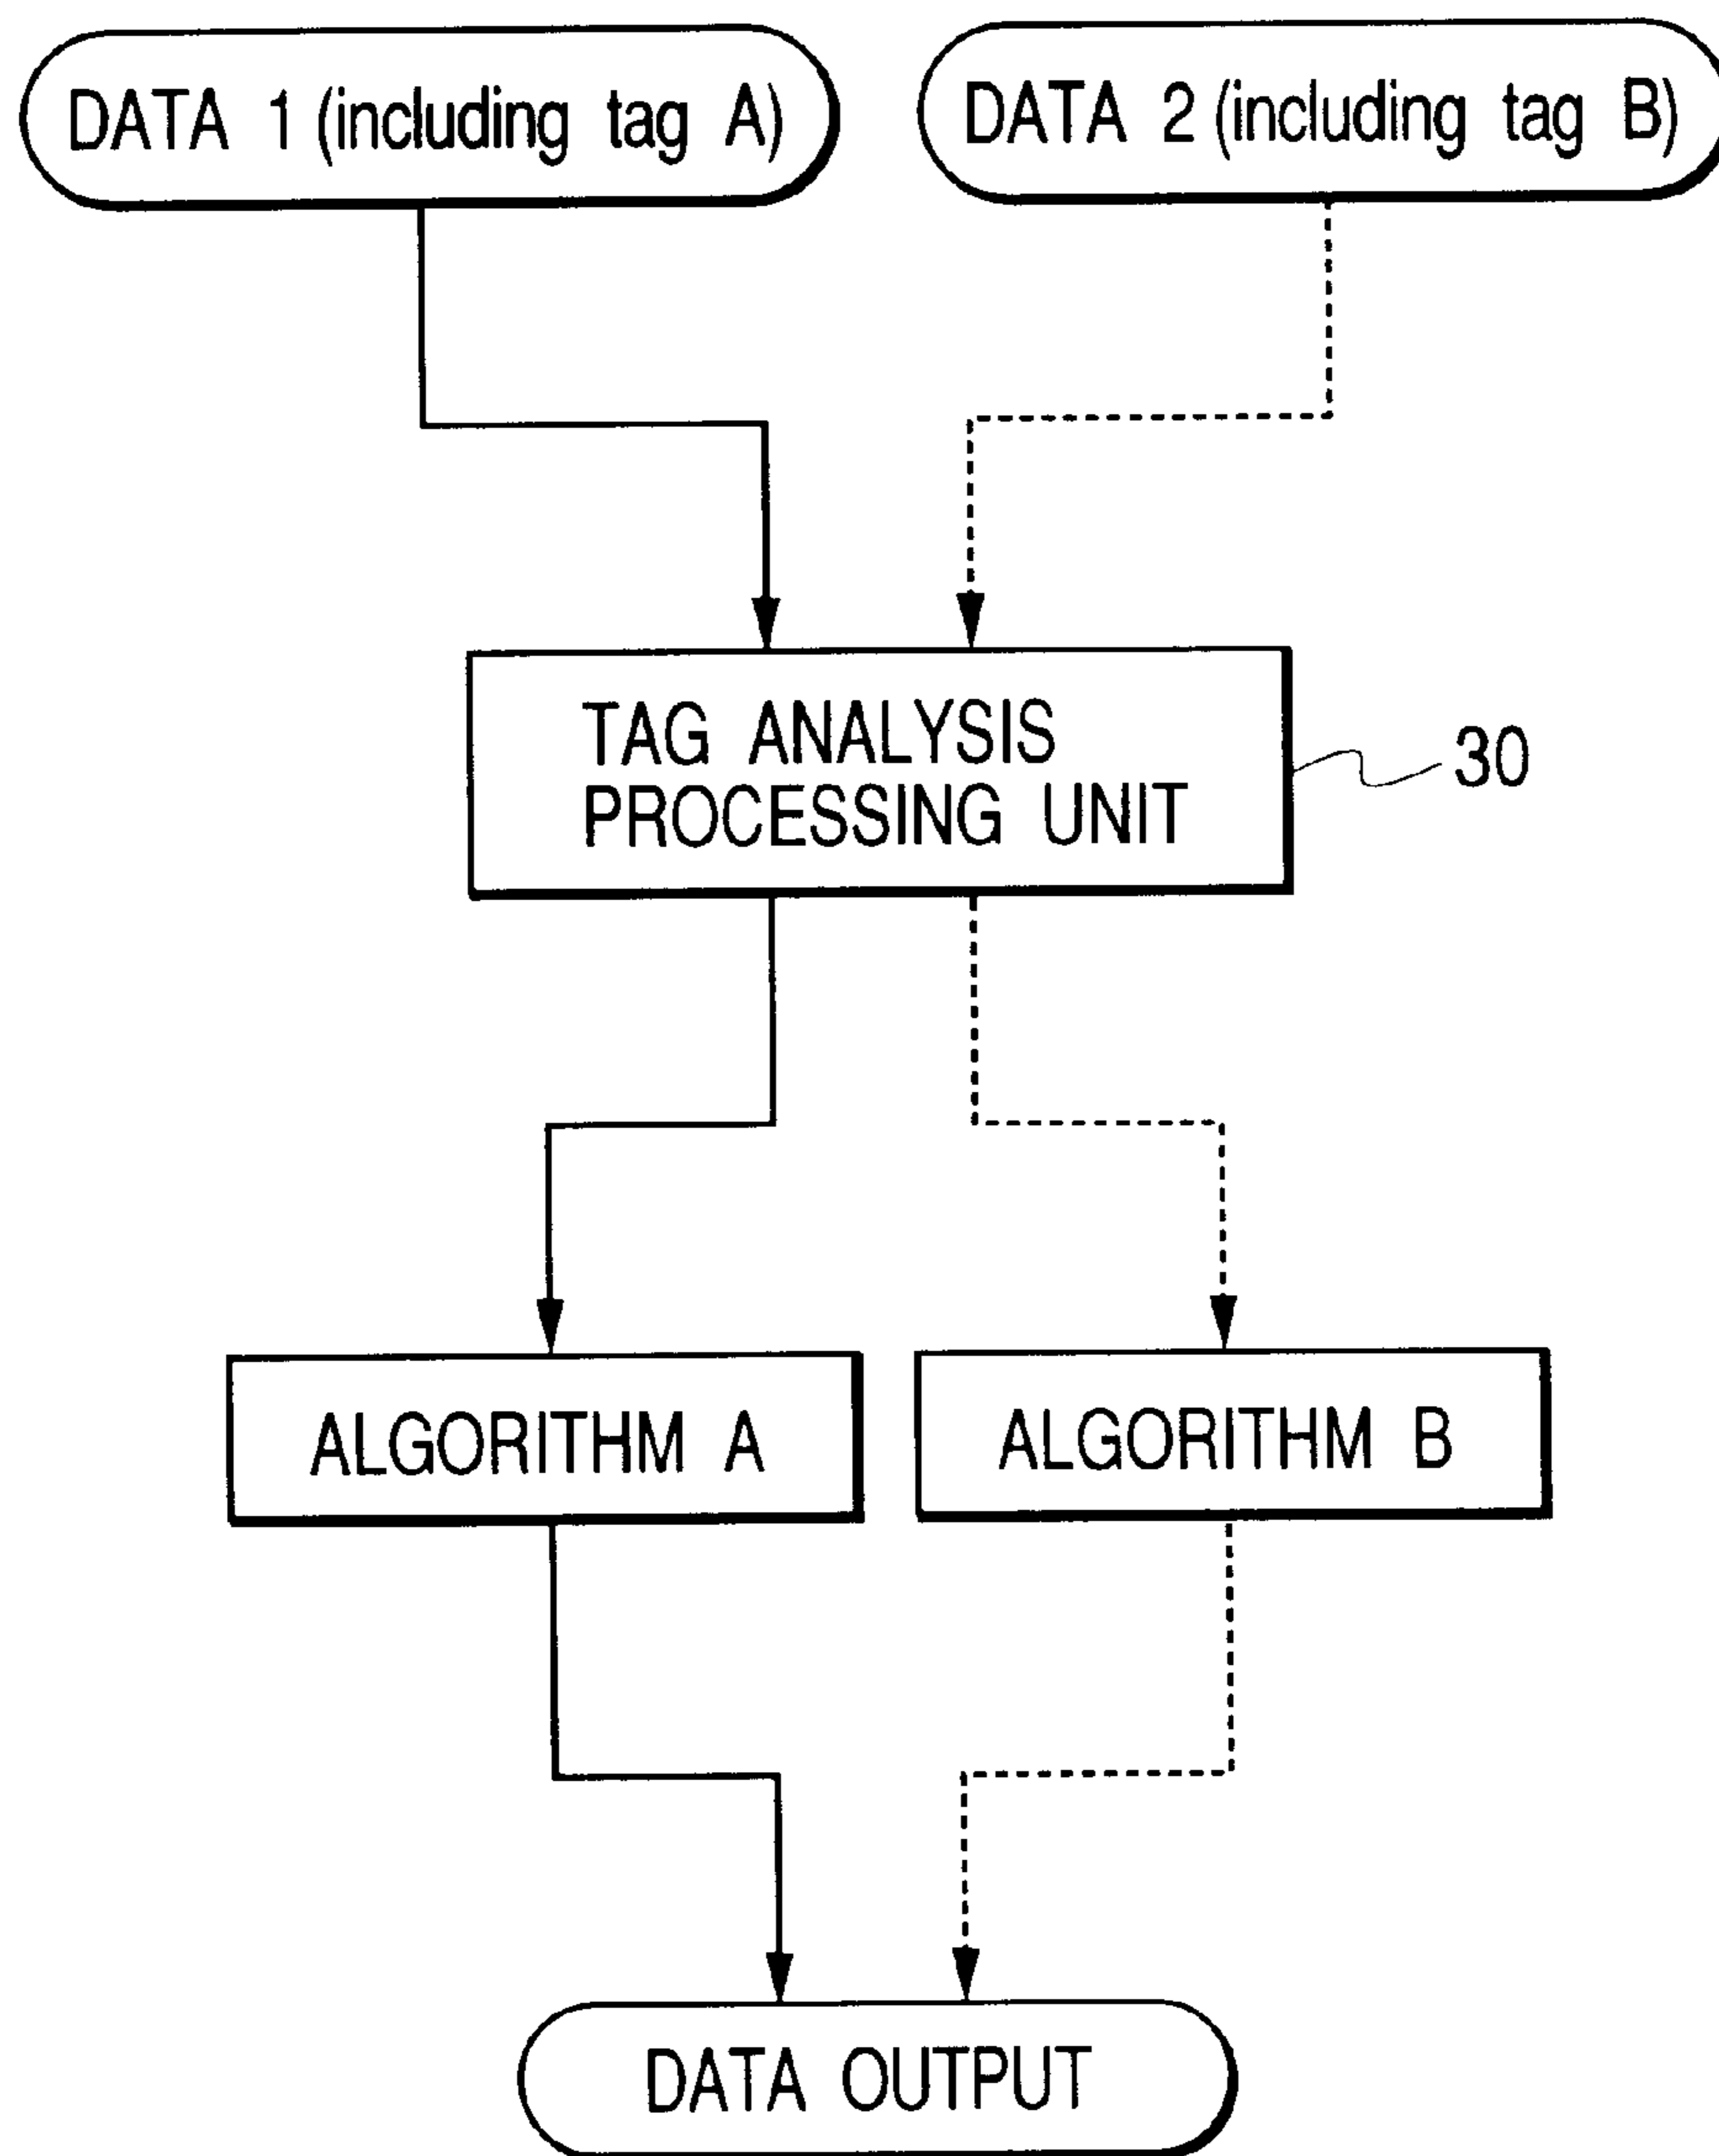 DATA 1 (including tag A)
DATA 2 (including tag B)
TAG ANALYSIS
PROCESSING UNIT
30
ALGORITHM A
ALGORITHM B
DATA OUTPUT